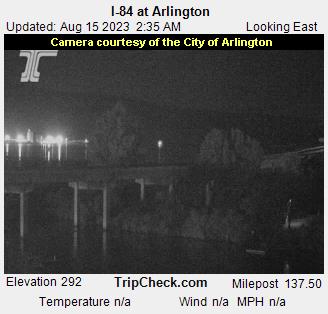 I-84 at Arlington
Updated: Aug 15 2023 2:35 AM Looking East
Camera courtesy of the City of Arlington
Elevation 292 TripCheck.com Milepost 137.50
Temperature n/a Wind n/a MPH n/a